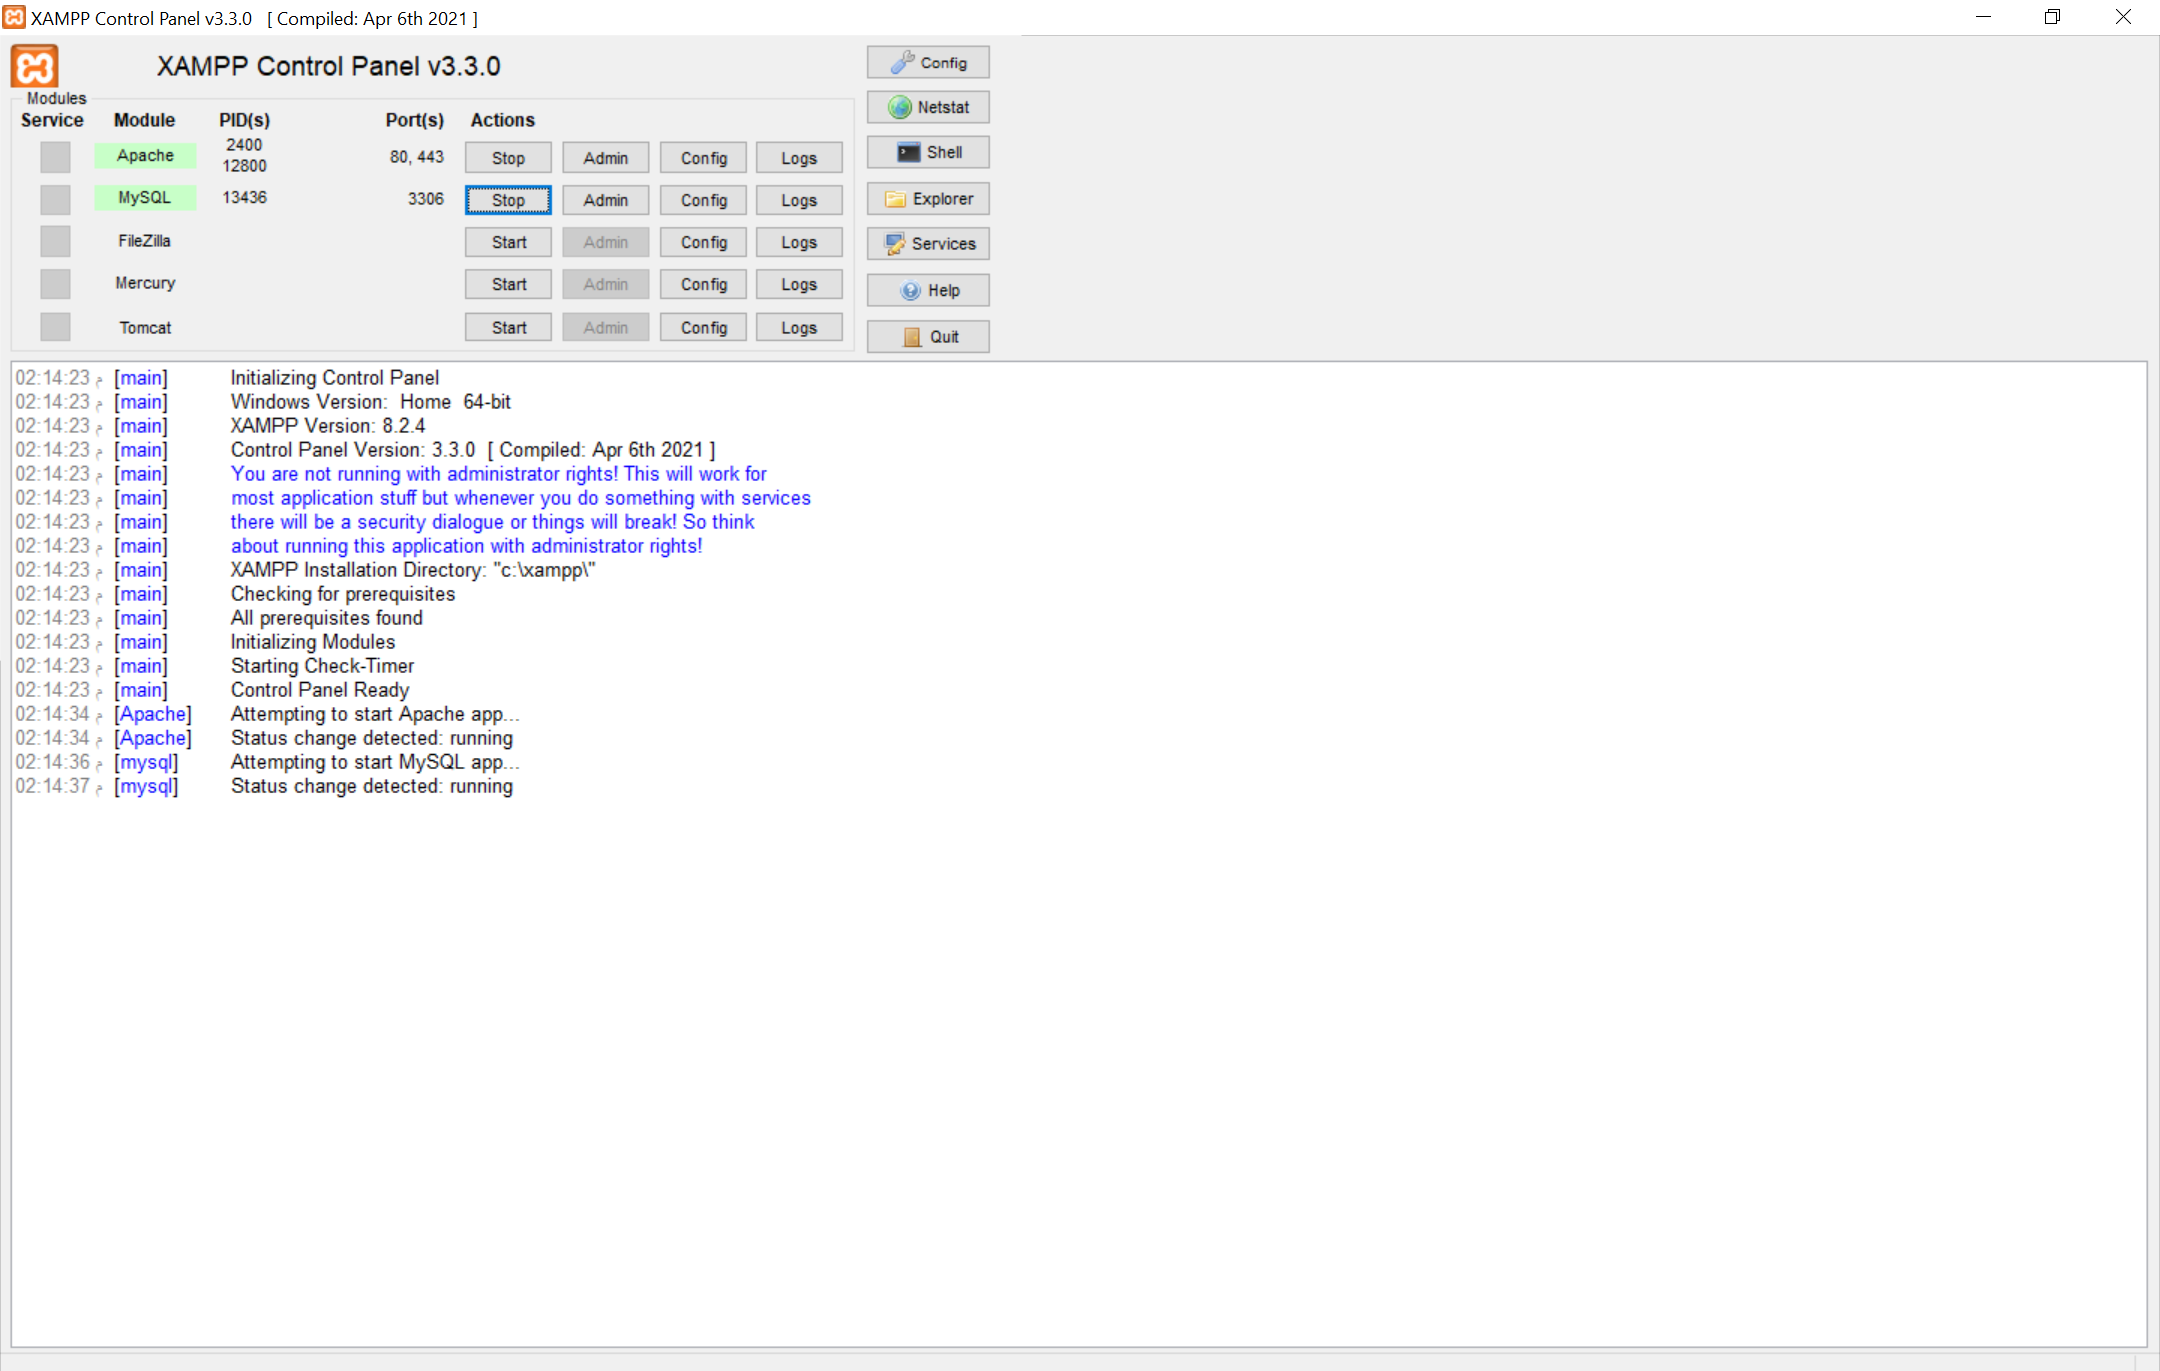 XAMPP Control Panel v3.3.0 [ Compiled: Apr 6th 2021 ]
XAMPP Control Panel v3.3.0
Modules
Service Module PID(s) Port(s) Actions
Apache 2400 12800 80, 443 Stop Admin Config Logs
MySQL 13436 3306 Stop Admin Config Logs
FileZilla Start Admin Config Logs
Mercury Start Admin Config Logs
Tomcat Start Admin Config Logs
Config
Netstat
Shell
Explorer
Services
Help
Quit
02:14:23 م [main] Initializing Control Panel
02:14:23 م [main] Windows Version: Home 64-bit
02:14:23 م [main] XAMPP Version: 8.2.4
02:14:23 م [main] Control Panel Version: 3.3.0 [ Compiled: Apr 6th 2021 ]
02:14:23 م [main] You are not running with administrator rights! This will work for
02:14:23 م [main] most application stuff but whenever you do something with services
02:14:23 م [main] there will be a security dialogue or things will break! So think
02:14:23 م [main] about running this application with administrator rights!
02:14:23 م [main] XAMPP Installation Directory: "c:\xampp\"
02:14:23 م [main] Checking for prerequisites
02:14:23 م [main] All prerequisites found
02:14:23 م [main] Initializing Modules
02:14:23 م [main] Starting Check-Timer
02:14:23 م [main] Control Panel Ready
02:14:34 م [Apache] Attempting to start Apache app...
02:14:34 م [Apache] Status change detected: running
02:14:36 م [mysql] Attempting to start MySQL app...
02:14:37 م [mysql] Status change detected: running